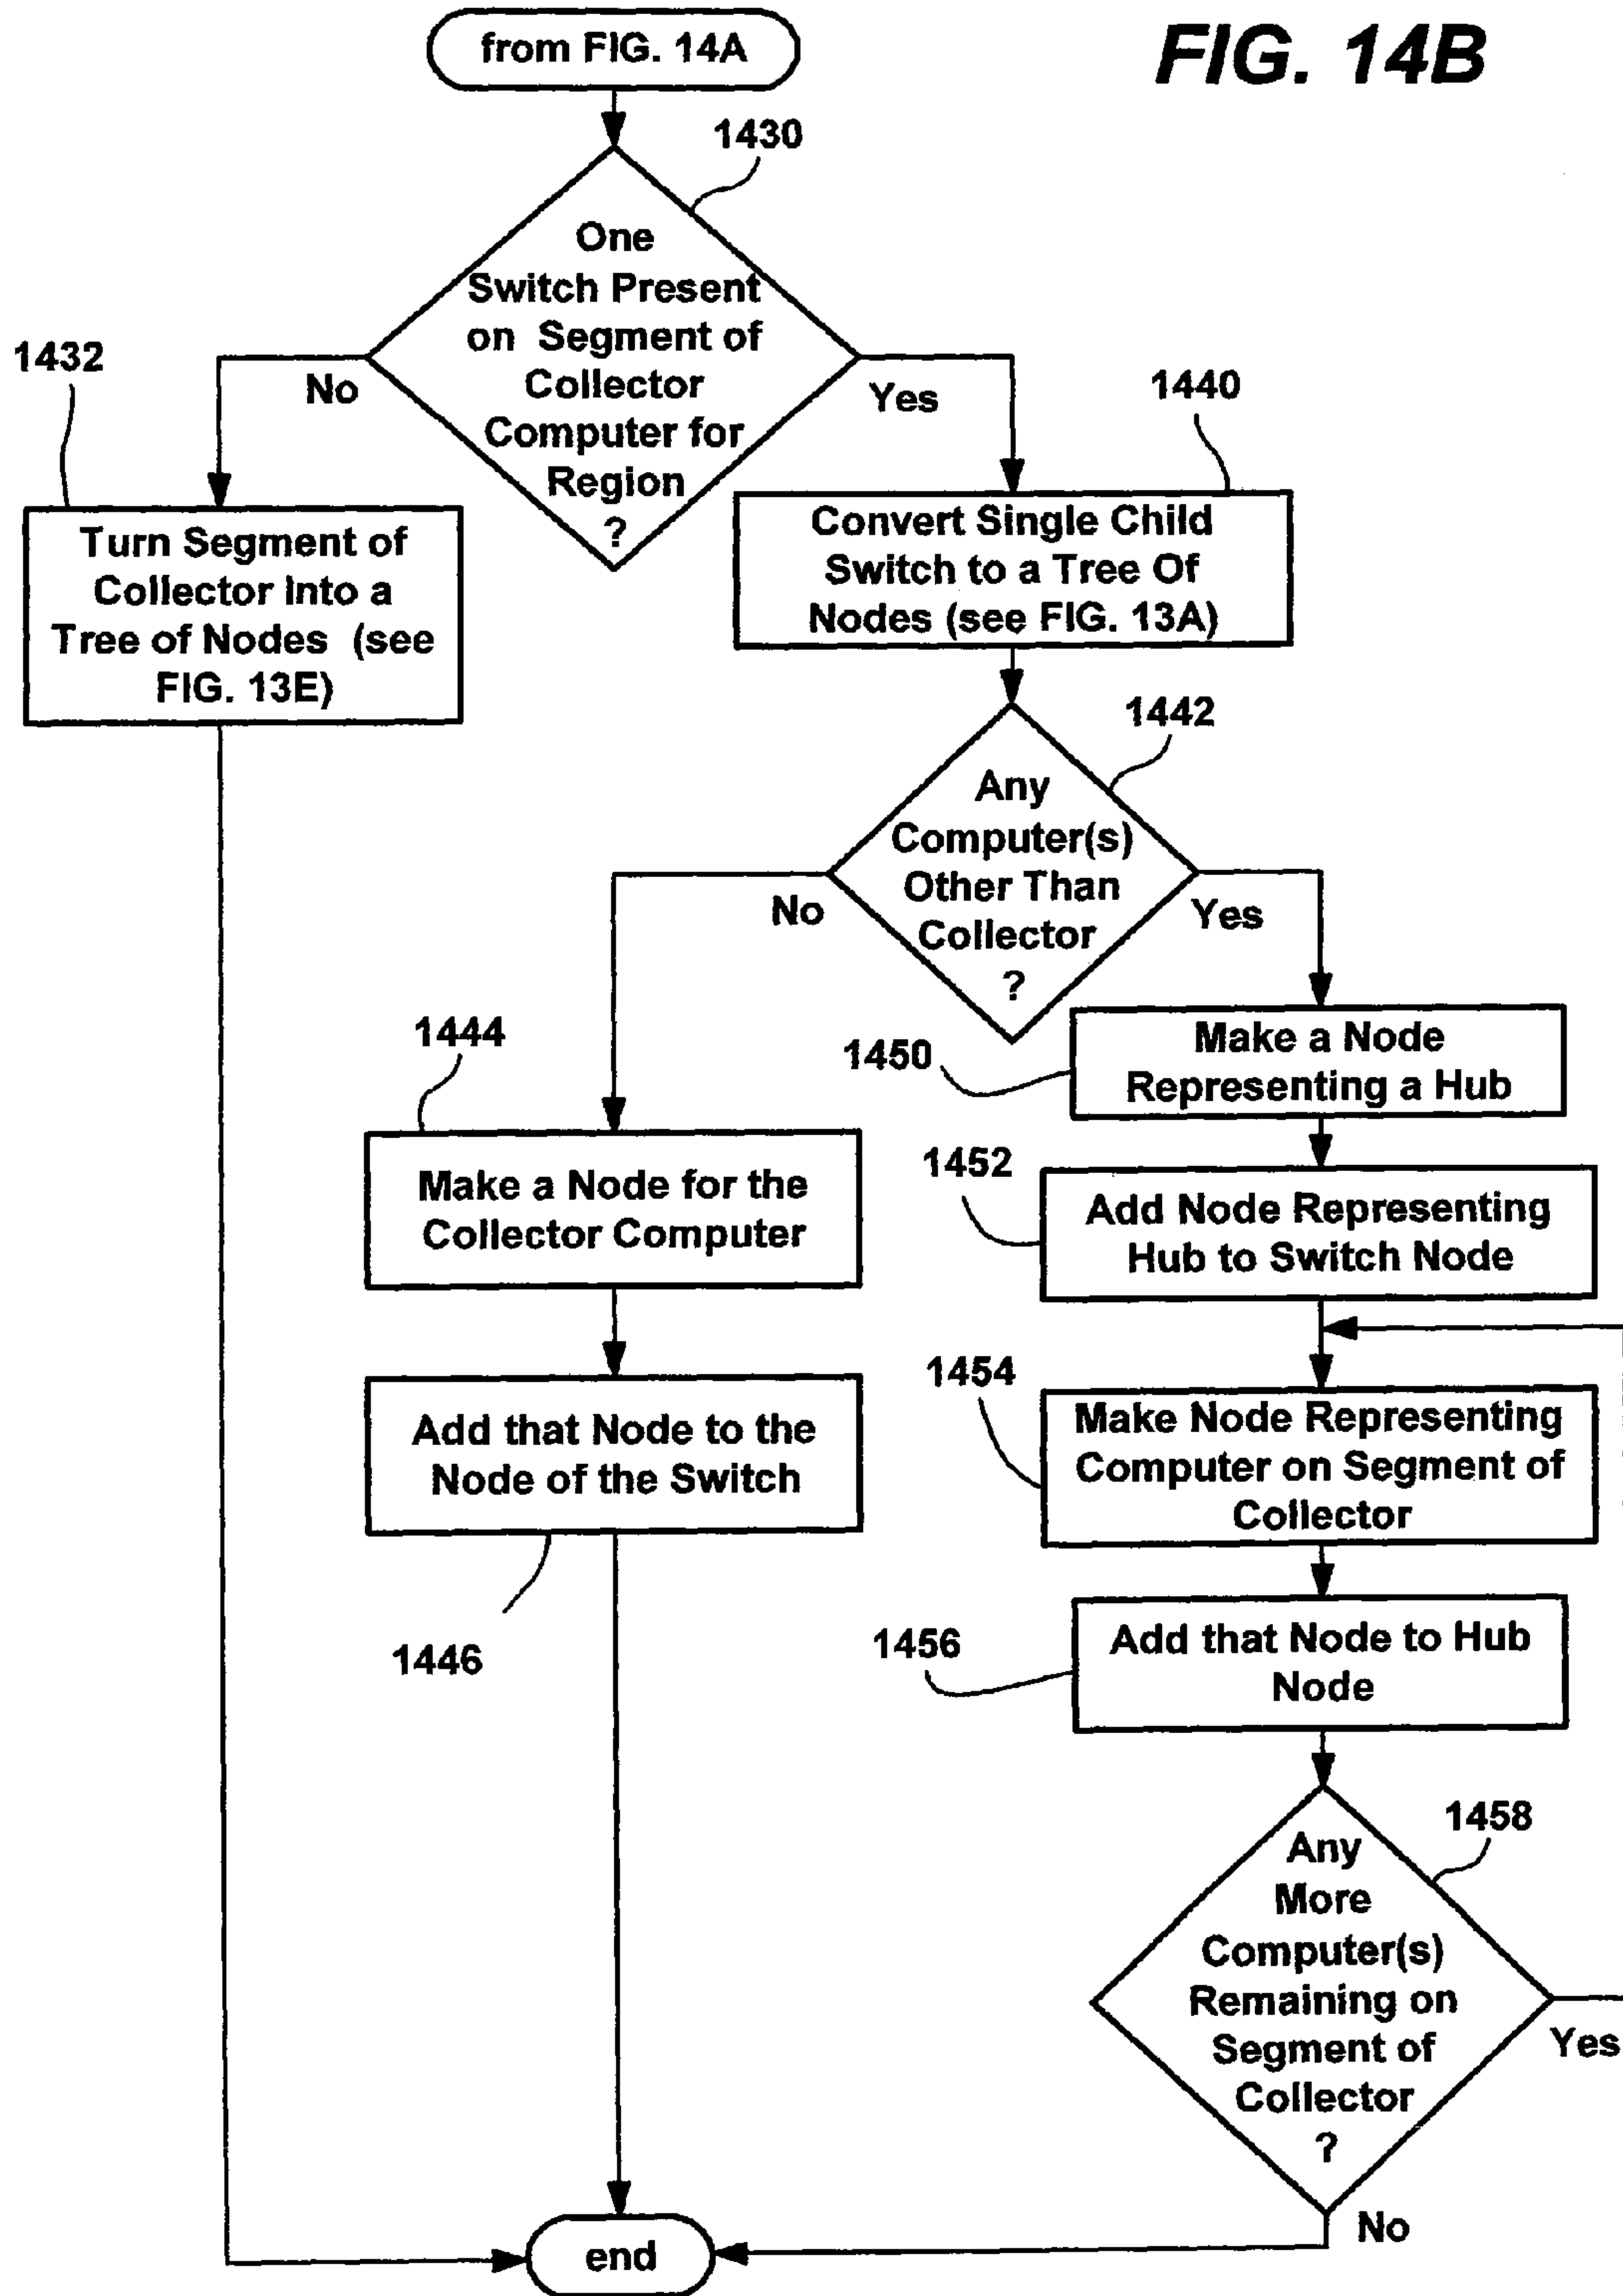 from FIG. 14A
FIG. 14B
1430
One
Switch Present
on Segment of
Collector
Computer for
Region
?
No
Yes
1432
Turn Segment of
Collector Into a
Tree of Nodes (see
FIG. 13E)
1440
Convert Single Child
Switch to a Tree Of
Nodes (see FIG. 13A)
1442
Any
Computer(s)
Other Than
Collector
?
No
Yes
1444
Make a Node for the
Collector Computer
1450
Make a Node
Representing a Hub
1452
Add Node Representing
Hub to Switch Node
Add that Node to the
Node of the Switch
1446
1454
Make Node Representing
Computer on Segment of
Collector
1456
Add that Node to Hub
Node
1458
Any
More
Computer(s)
Remaining on
Segment of
Collector
?
Yes
No
end